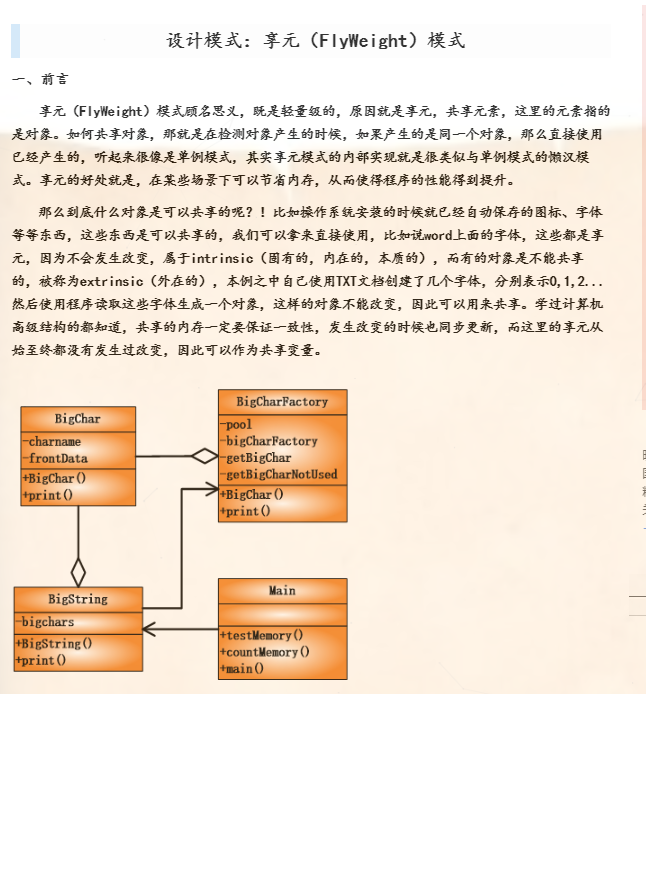 设计模式：享元（FlyWeight）模式
一、前言
享元（FlyWeight）模式顾名思义，既是轻量级的，原因就是享元，共享元素，这里的元素指的
是对象。如何共享对象，那就是在检测对象产生的时候，如果产生的是同一个对象，那么直接使用
已经产生的，听起来很像是单例模式，其实享元模式的内部实现就是很类似与单例模式的懒汉模
式。享元的好处就是，在某些场景下可以节省内存，从而使得程序的性能得到提升。
那么到底什么对象是可以共享的呢？！比如操作系统安装的时候就已经自动保存的图标、字体
等等东西，这些东西是可以共享的，我们可以拿来直接使用，比如说word上面的字体，这些都是享
元，因为不会发生改变，属于intrinsic（固有的，内在的，本质的），而有的对象是不能共享
的，被称为extrinsic（外在的），本例之中自己使用TXT文档创建了几个字体，分别表示0,1,2...
然后使用程序读取这些字体生成一个对象，这样的对象不能改变，因此可以用来共享。学过计算机
高级结构的都知道，共享的内存一定要保证一致性，发生改变的时候也同步更新，而这里的享元从
始至终都没有发生过改变，因此可以作为共享变量。
BigChar
-charname
-frontData
+BigChar()
+print()
BigCharFactory
-pool
-bigCharFactory
-getBigChar
-getBigCharNotUsed
+BigChar()
+print()
BigString
-bigchars
+BigString()
+print()
Main
+testMemory()
+countMemory()
+main()